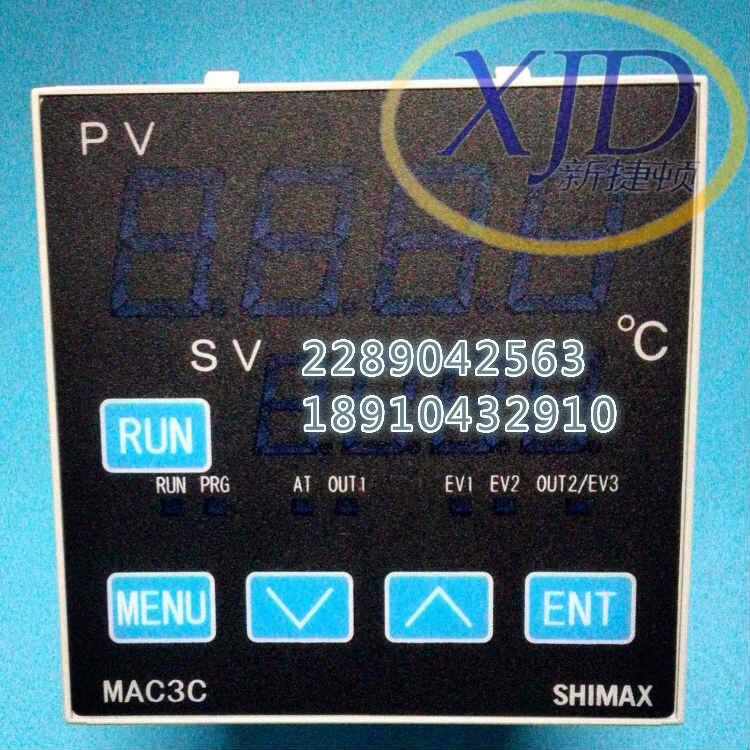 XJD
新捷顿
PV
°C
SV 2289042563
18910432910
RUN
RUN PRG AT OUT1 EV1 EV2 OUT2/EV3
MENU ENT
MAC3C SHIMAX